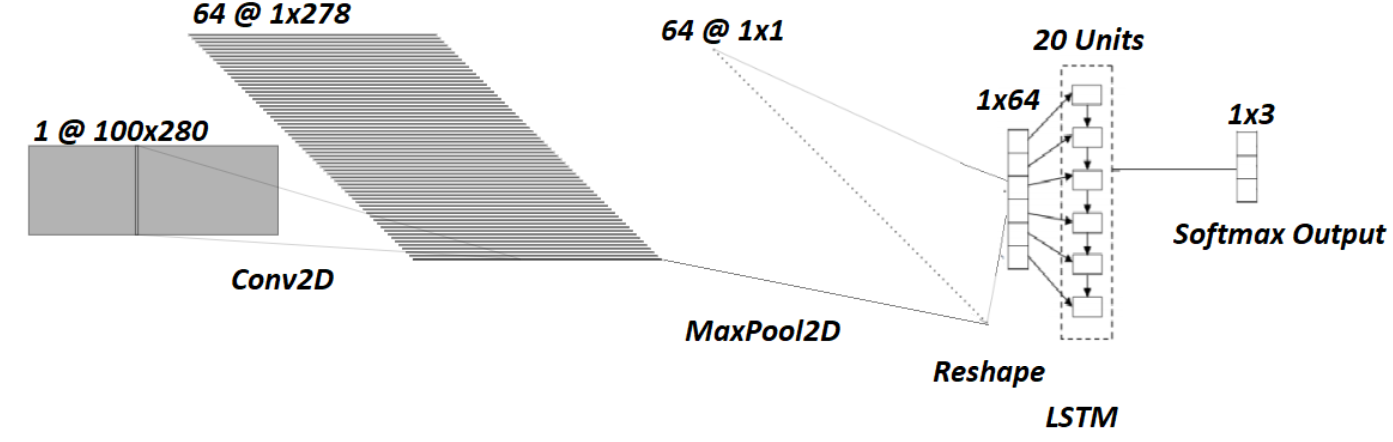 64 @ 1x278
64 @ 1x1
20 Units
1x64
1x3
1 @ 100x280
Softmax Output
Conv2D
MaxPool2D
Reshape
LSTM